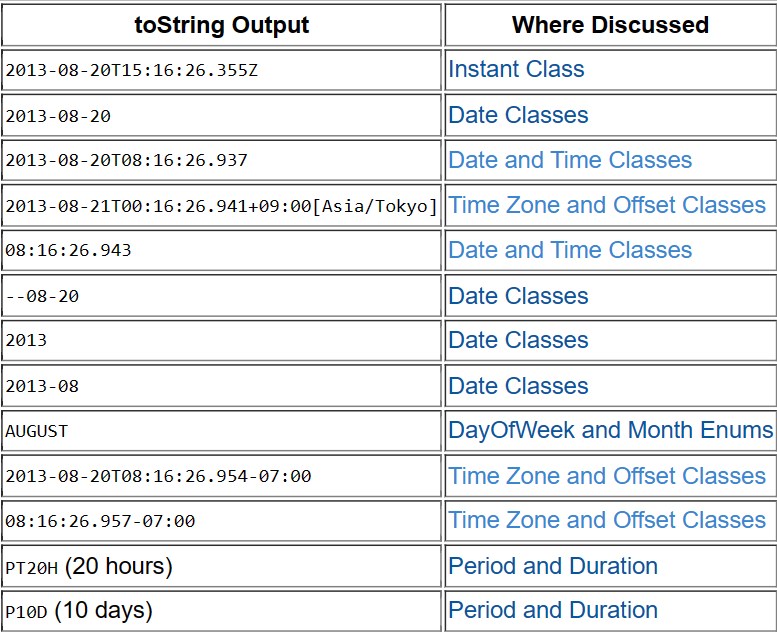 toString Output Where Discussed
2013-08-20T15:16:26.355Z Instant Class
2013-08-20 Date Classes
2013-08-20T08:16:26.937 Date and Time Classes
2013-08-21T00:16:26.941+09:00[Asia/Tokyo] Time Zone and Offset Classes
08:16:26.943 Date and Time Classes
--08-20 Date Classes
2013 Date Classes
2013-08 Date Classes
AUGUST DayOfWeek and Month Enums
2013-08-20T08:16:26.954-07:00 Time Zone and Offset Classes
08:16:26.957-07:00 Time Zone and Offset Classes
PT20H (20 hours) Period and Duration
P10D (10 days) Period and Duration